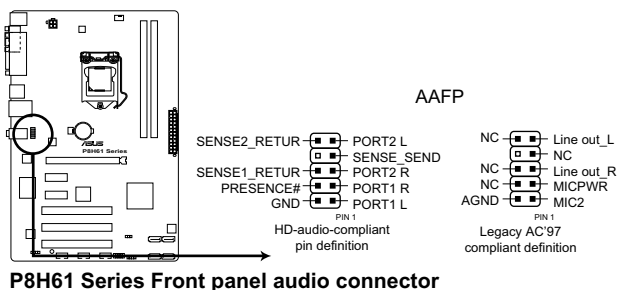 AAFP
ASUS
P8H61 Series
SENSE2_RETUR
PORT2 L
SENSE_SEND
SENSE1_RETUR
PORT2 R
PRESENCE#
PORT1 R
GND
PORT1 L
PIN 1
HD-audio-compliant
pin definition
NC
Line out_L
NC
NC
Line out_R
NC
MICPWR
AGND
MIC2
PIN 1
Legacy AC'97
compliant definition
P8H61 Series Front panel audio connector